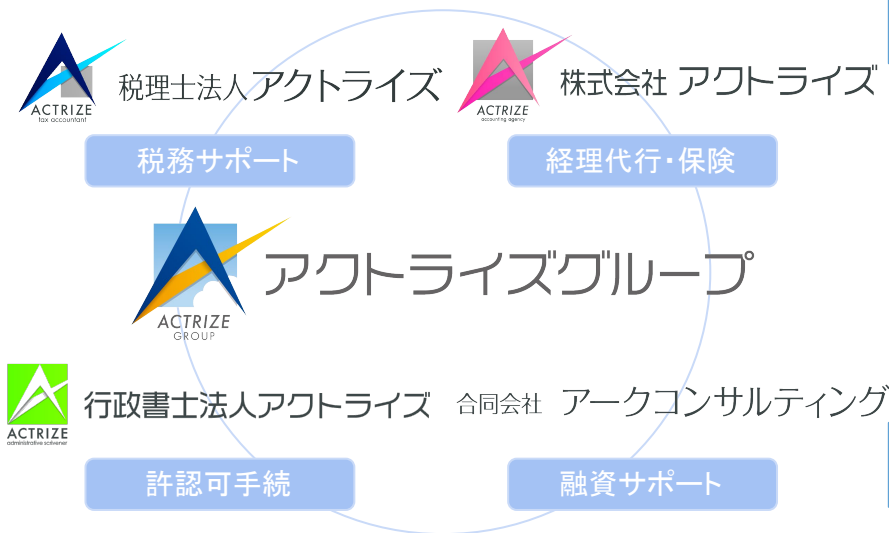 ACTRIZE
tax accountant
税理士法人アクトライズ
ACTRIZE
accounting agency
株式会社 アクトライズ
税務サポート
経理代行・保険
ACTRIZE
GROUP
アクトライズグループ
ACTRIZE
administrative scrivener
行政書士法人アクトライズ
合同会社 アークコンサルティング
許認可手続
融資サポート